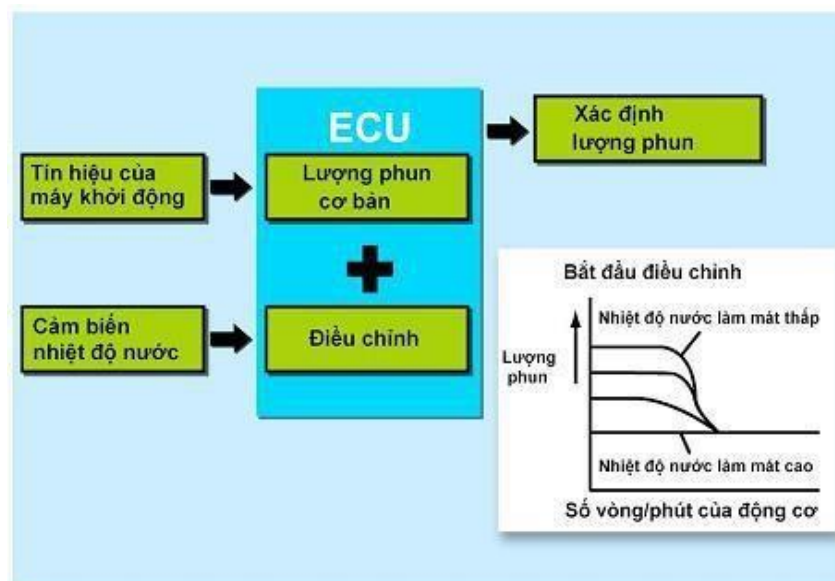 ECU
Xác định
lượng phun
Tín hiệu của
máy khởi động
Lượng phun
cơ bản
Cảm biến
nhiệt độ nước
Điều chỉnh
Bắt đầu điều chỉnh
Nhiệt độ nước làm mát thấp
Lượng
phun
Nhiệt độ nước làm mát cao
Số vòng/phút của động cơ